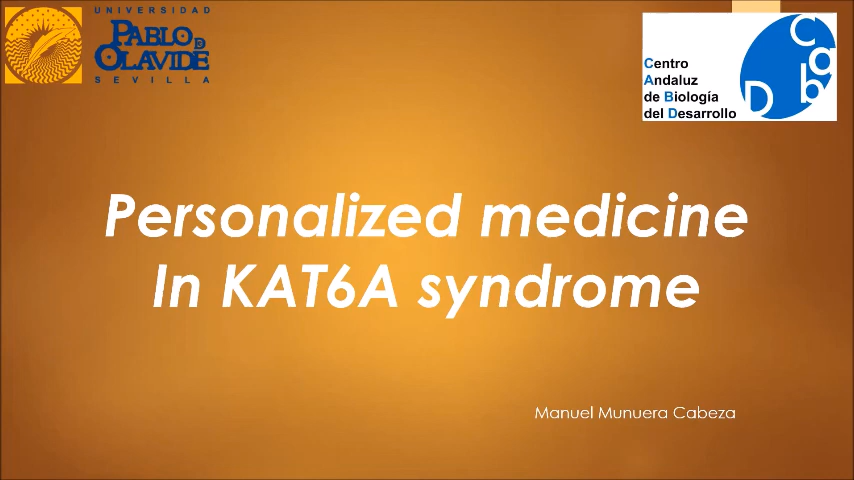 UNIVERSIDAD
PABLO DE
OLAVIDE
SEVILLA
Centro
Andaluz
de Biología
del Desarrollo
CabD
Personalized medicine
In KAT6A syndrome
Manuel Munuera Cabeza